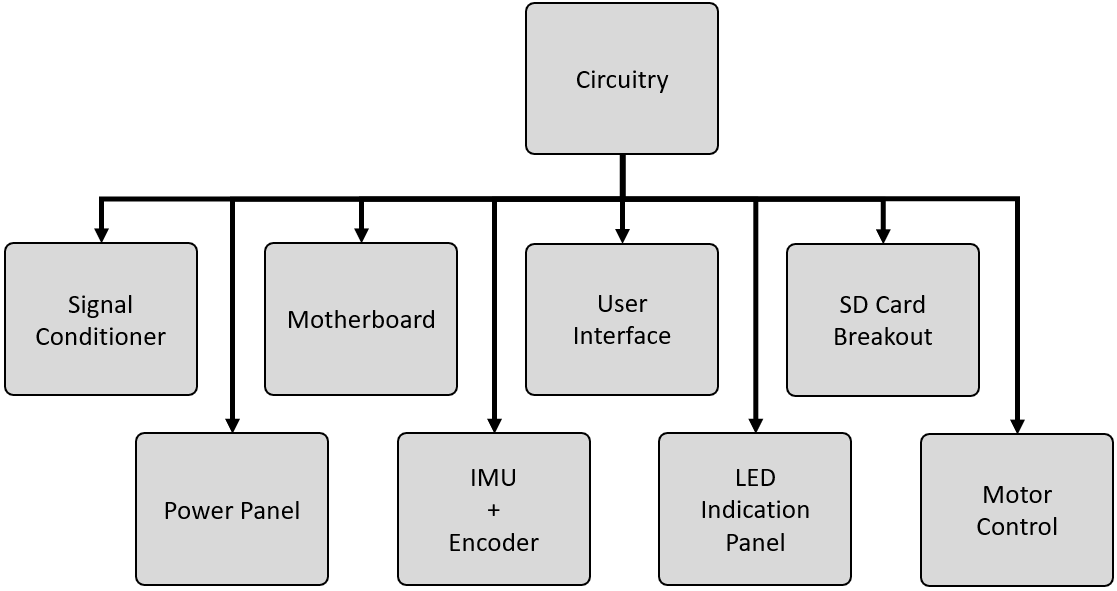 Circuitry
Signal
Conditioner
Motherboard
User
Interface
SD Card
Breakout
Power Panel
IMU
+
Encoder
LED
Indication
Panel
Motor
Control